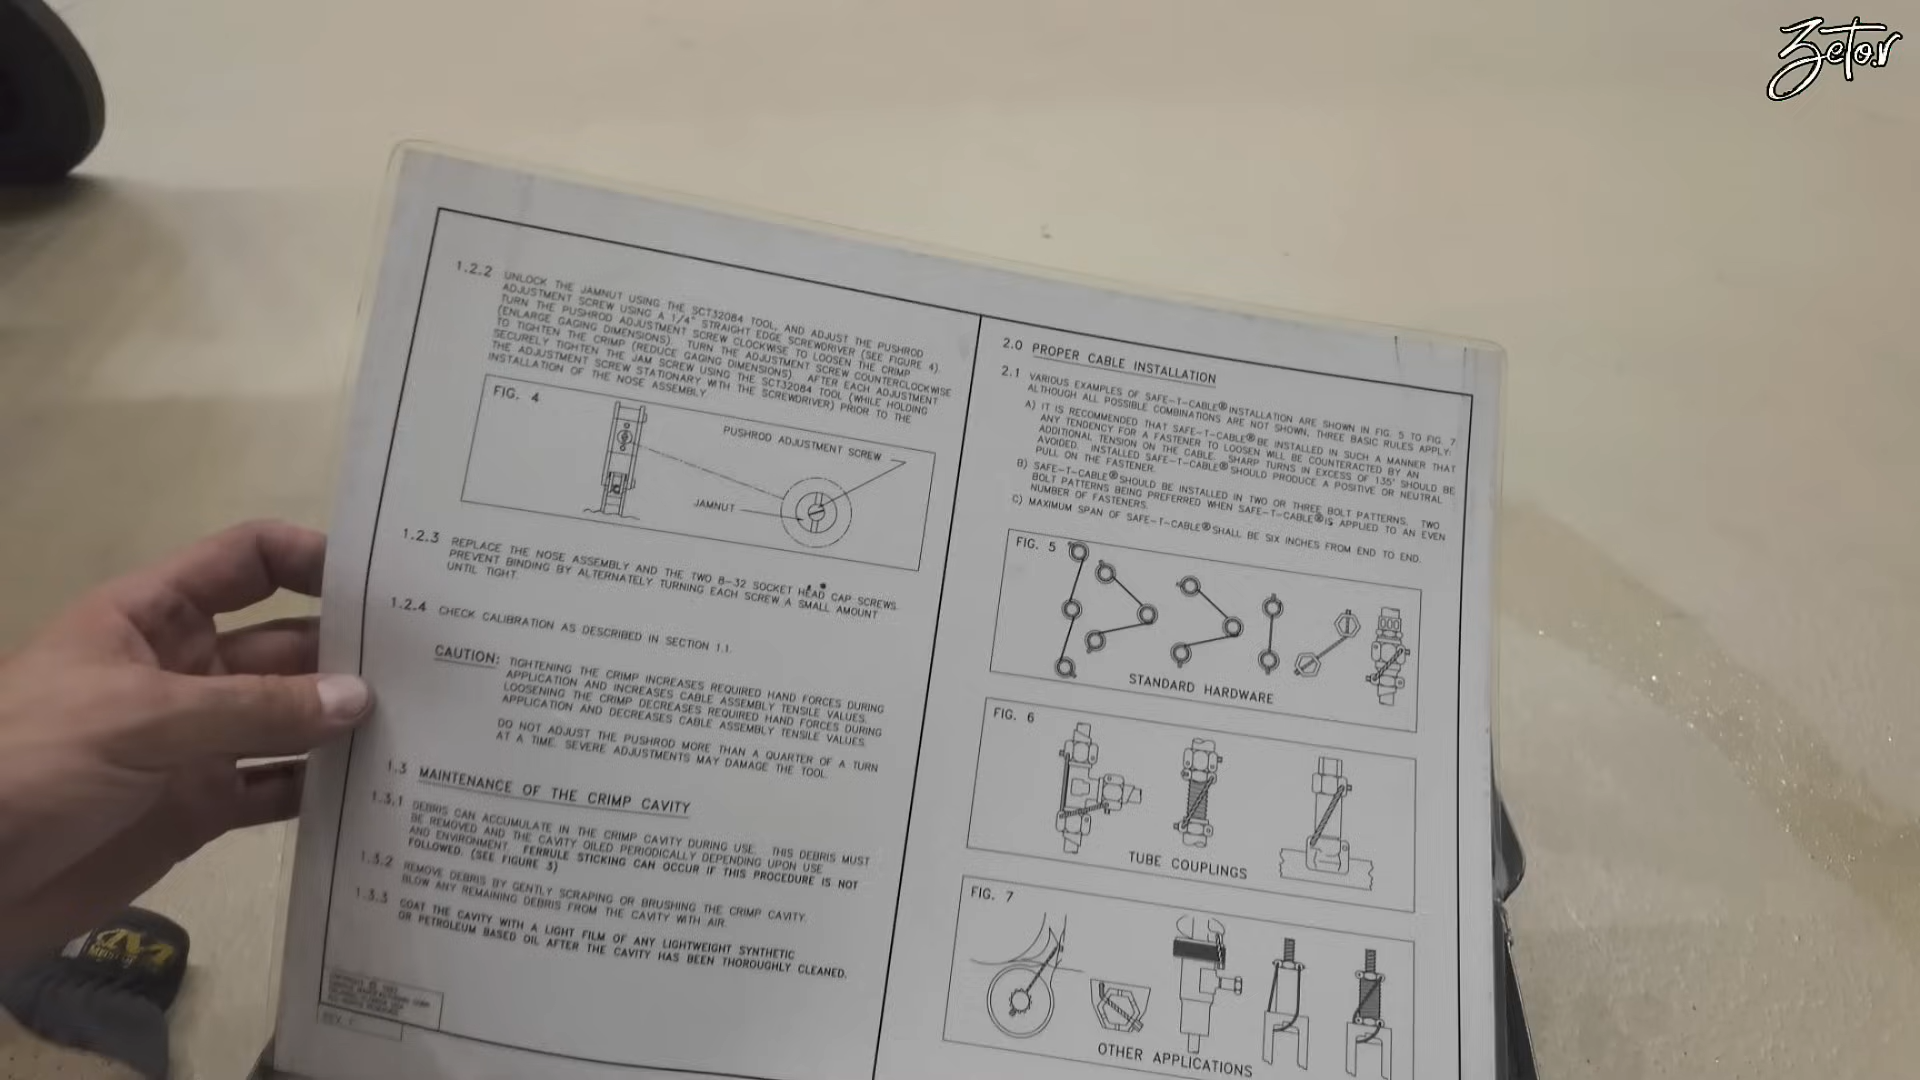 Zetor
1.2.2 UNLOCK THE JAMNUT USING THE SCT32084 TOOL, AND ADJUST THE PUSHROD
ADJUSTMENT SCREW USING A 1/4" STRAIGHT EDGE SCREWDRIVER (SEE FIGURE 4).
TURN THE PUSHROD ADJUSTMENT SCREW CLOCKWISE TO LOOSEN THE CRIMP
(ENLARGE GAGING DIMENSIONS). TURN THE ADJUSTMENT SCREW COUNTERCLOCKWISE
TO TIGHTEN THE CRIMP (REDUCE GAGING DIMENSIONS). AFTER EACH ADJUSTMENT
SECURELY TIGHTEN THE JAM SCREW USING THE SCT32084 TOOL (WHILE HOLDING
THE ADJUSTMENT SCREW STATIONARY WITH THE SCREWDRIVER) PRIOR TO THE
INSTALLATION OF THE NOSE ASSEMBLY.
FIG. 4
PUSHROD ADJUSTMENT SCREW
JAMNUT
1.2.3 REPLACE THE NOSE ASSEMBLY AND THE TWO 8-32 SOCKET HEAD CAP SCREWS.
PREVENT BINDING BY ALTERNATELY TURNING EACH SCREW A SMALL AMOUNT
UNTIL TIGHT.
1.2.4 CHECK CALIBRATION AS DESCRIBED IN SECTION 1.1.
CAUTION: TIGHTENING THE CRIMP INCREASES REQUIRED HAND FORCES DURING
APPLICATION AND INCREASES CABLE ASSEMBLY TENSILE VALUES.
LOOSENING THE CRIMP DECREASES REQUIRED HAND FORCES DURING
APPLICATION AND DECREASES CABLE ASSEMBLY TENSILE VALUES.
DO NOT ADJUST THE PUSHROD MORE THAN A QUARTER OF A TURN
AT A TIME. SEVERE ADJUSTMENTS MAY DAMAGE THE TOOL.
1.3 MAINTENANCE OF THE CRIMP CAVITY
1.3.1 DEBRIS CAN ACCUMULATE IN THE CRIMP CAVITY DURING USE. THIS DEBRIS MUST
BE REMOVED AND THE CAVITY OILED PERIODICALLY DEPENDING UPON USE
AND ENVIRONMENT. FERRULE STICKING CAN OCCUR IF THIS PROCEDURE IS NOT
FOLLOWED. (SEE FIGURE 3)
1.3.2 REMOVE DEBRIS BY GENTLY SCRAPING OR BRUSHING THE CRIMP CAVITY.
BLOW ANY REMAINING DEBRIS FROM THE CAVITY WITH AIR.
1.3.3 COAT THE CAVITY WITH A LIGHT FILM OF ANY LIGHTWEIGHT SYNTHETIC
OR PETROLEUM BASED OIL AFTER THE CAVITY HAS BEEN THOROUGHLY CLEANED.
2.0 PROPER CABLE INSTALLATION
2.1 VARIOUS EXAMPLES OF SAFE-T-CABLE® INSTALLATION ARE SHOWN IN FIG. 5 TO FIG. 7
ALTHOUGH ALL POSSIBLE COMBINATIONS ARE NOT SHOWN, THREE BASIC RULES APPLY:
A) IT IS RECOMMENDED THAT SAFE-T-CABLE® BE INSTALLED IN SUCH A MANNER THAT
ANY TENDENCY FOR A FASTENER TO LOOSEN WILL BE COUNTERACTED BY AN
ADDITIONAL TENSION ON THE CABLE. SHARP TURNS IN EXCESS OF 135° SHOULD BE
AVOIDED. INSTALLED SAFE-T-CABLE® SHOULD PRODUCE A POSITIVE OR NEUTRAL
PULL ON THE FASTENER.
B) SAFE-T-CABLE® SHOULD BE INSTALLED IN TWO OR THREE BOLT PATTERNS. TWO
BOLT PATTERNS BEING PREFERRED WHEN SAFE-T-CABLE® IS APPLIED TO AN EVEN
NUMBER OF FASTENERS.
C) MAXIMUM SPAN OF SAFE-T-CABLE® SHALL BE SIX INCHES FROM END TO END.
FIG. 5
STANDARD HARDWARE
FIG. 6
TUBE COUPLINGS
FIG. 7
OTHER APPLICATIONS